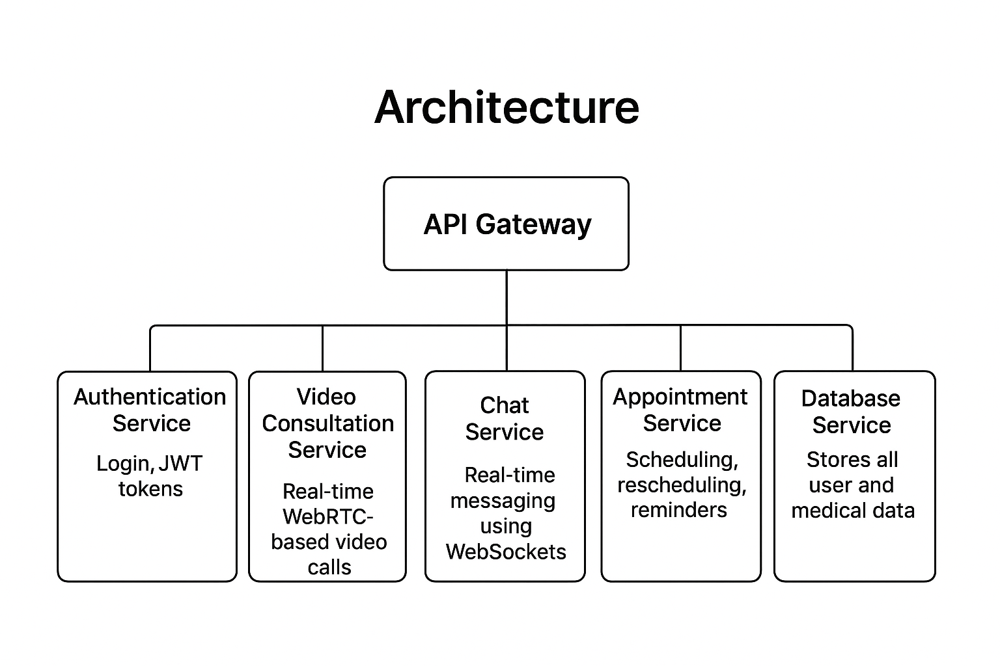 Architecture
API Gateway
Authentication
Service
Login, JWT
tokens
Video
Consultation
Service
Real-time
WebRTC-
based video
calls
Chat
Service
Real-time
messaging
using
WebSockets
Appointment
Service
Scheduling,
rescheduling,
reminders
Database
Service
Stores all
user and
medical data